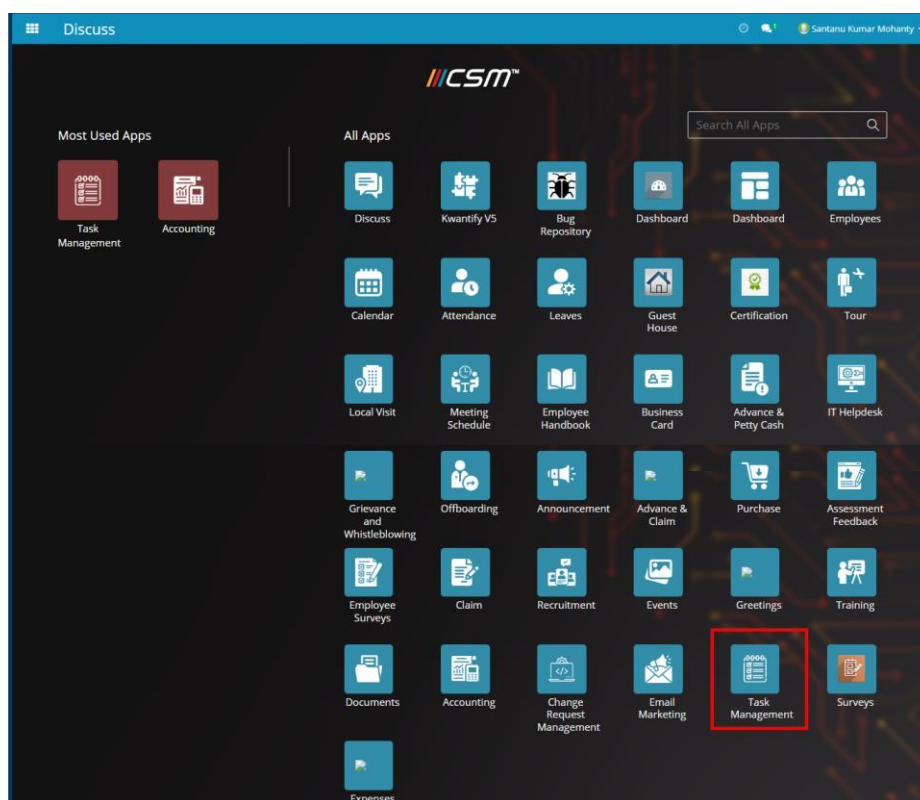 Discuss
1
Santanu Kumar Mohanty
CSM™
Search All Apps
Most Used Apps
All Apps
Task
Management
Accounting
Discuss
Kwantify V5
Bug
Repository
Dashboard
Dashboard
Employees
Calendar
Attendance
Leaves
Guest
House
Certification
Tour
Local Visit
Meeting
Schedule
Employee
Handbook
Business
Card
Advance &
Petty Cash
IT Helpdesk
Grievance
and
Whistleblowing
Offboarding
Announcement
Advance &
Claim
Purchase
Assessment
Feedback
Employee
Surveys
Claim
Recruitment
Events
Greetings
Training
Documents
Accounting
Change
Request
Management
Email
Marketing
Task
Management
Surveys
Expenses